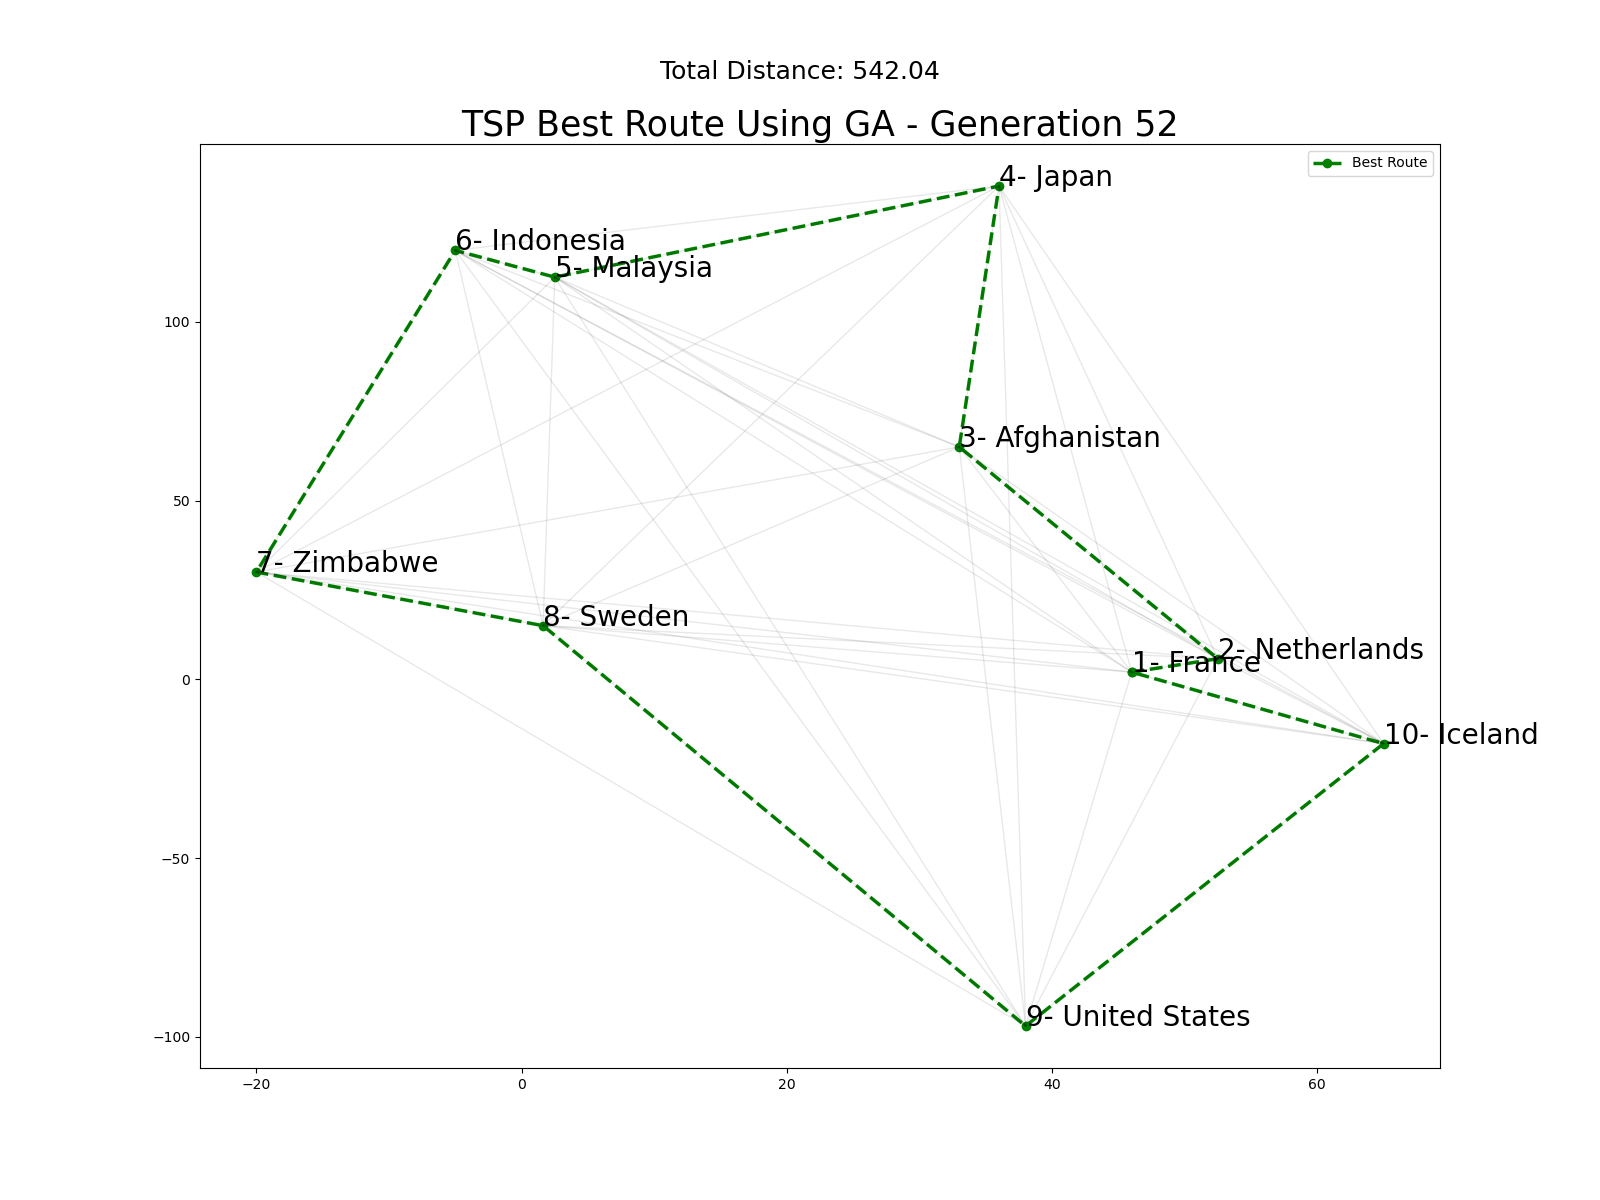 Total Distance: 542.04
TSP Best Route Using GA - Generation 52
Best Route
4- Japan
6- Indonesia
5- Malaysia
3- Afghanistan
7- Zimbabwe
8- Sweden
2- Netherlands
1- France
10- Iceland
9- United States
100
50
0
−50
−100
−20
0
20
40
60